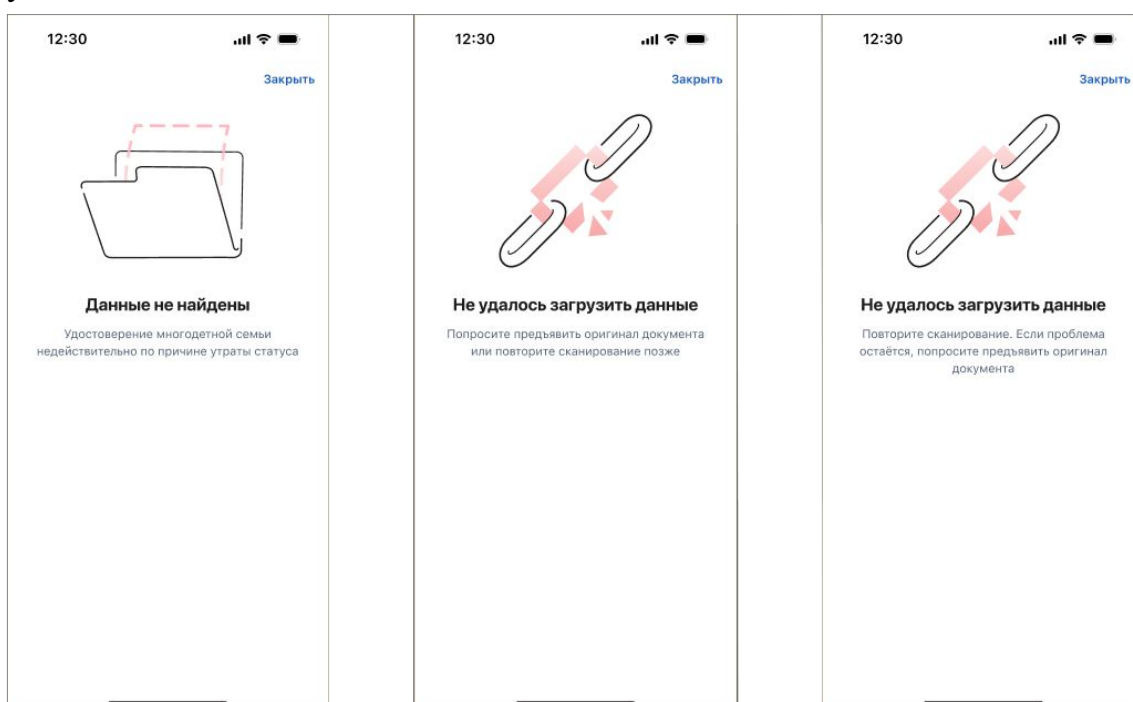 12:30
Закрыть
Данные не найдены
Удостоверение многодетной семьи
недействительно по причине утраты статуса
12:30
Закрыть
Не удалось загрузить данные
Попросите предъявить оригинал документа
или повторите сканирование позже
12:30
Закрыть
Не удалось загрузить данные
Повторите сканирование. Если проблема
остаётся, попросите предъявить оригинал
документа